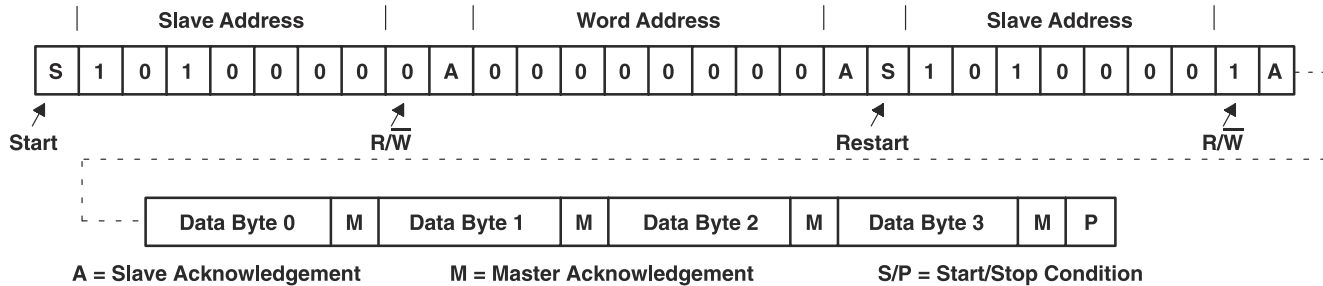 Slave Address Word Address Slave Address
S 1 0 1 0 0 0 0 0 A 0 0 0 0 0 0 0 0 A S 1 0 1 0 0 0 0 1 A
Start R/W̅ Restart R/W̅
Data Byte 0 M Data Byte 1 M Data Byte 2 M Data Byte 3 M P
A = Slave Acknowledgement M = Master Acknowledgement S/P = Start/Stop Condition